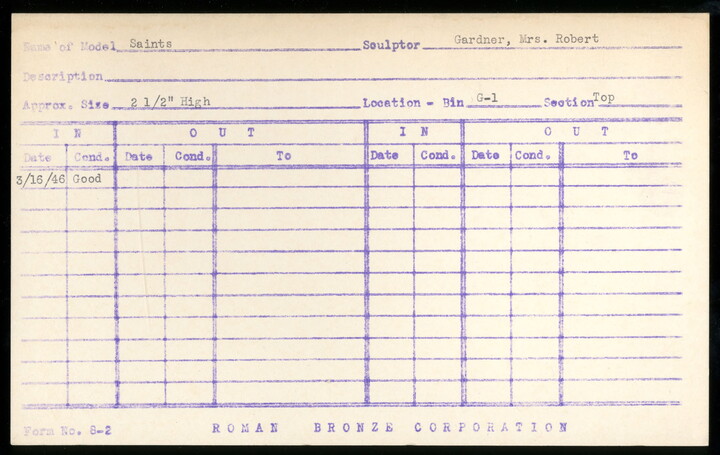 Name of Model Saints Sculptor Gardner, Mrs. Robert
Description
Approx. Size 2 1/2" High Location - Bin G-1 Section Top
IN OUT IN OUT
Date Cond. Date Cond. To Date Cond. Date Cond. To
3/16/46 Good
Form No. 8-2 ROMAN BRONZE CORPORATION